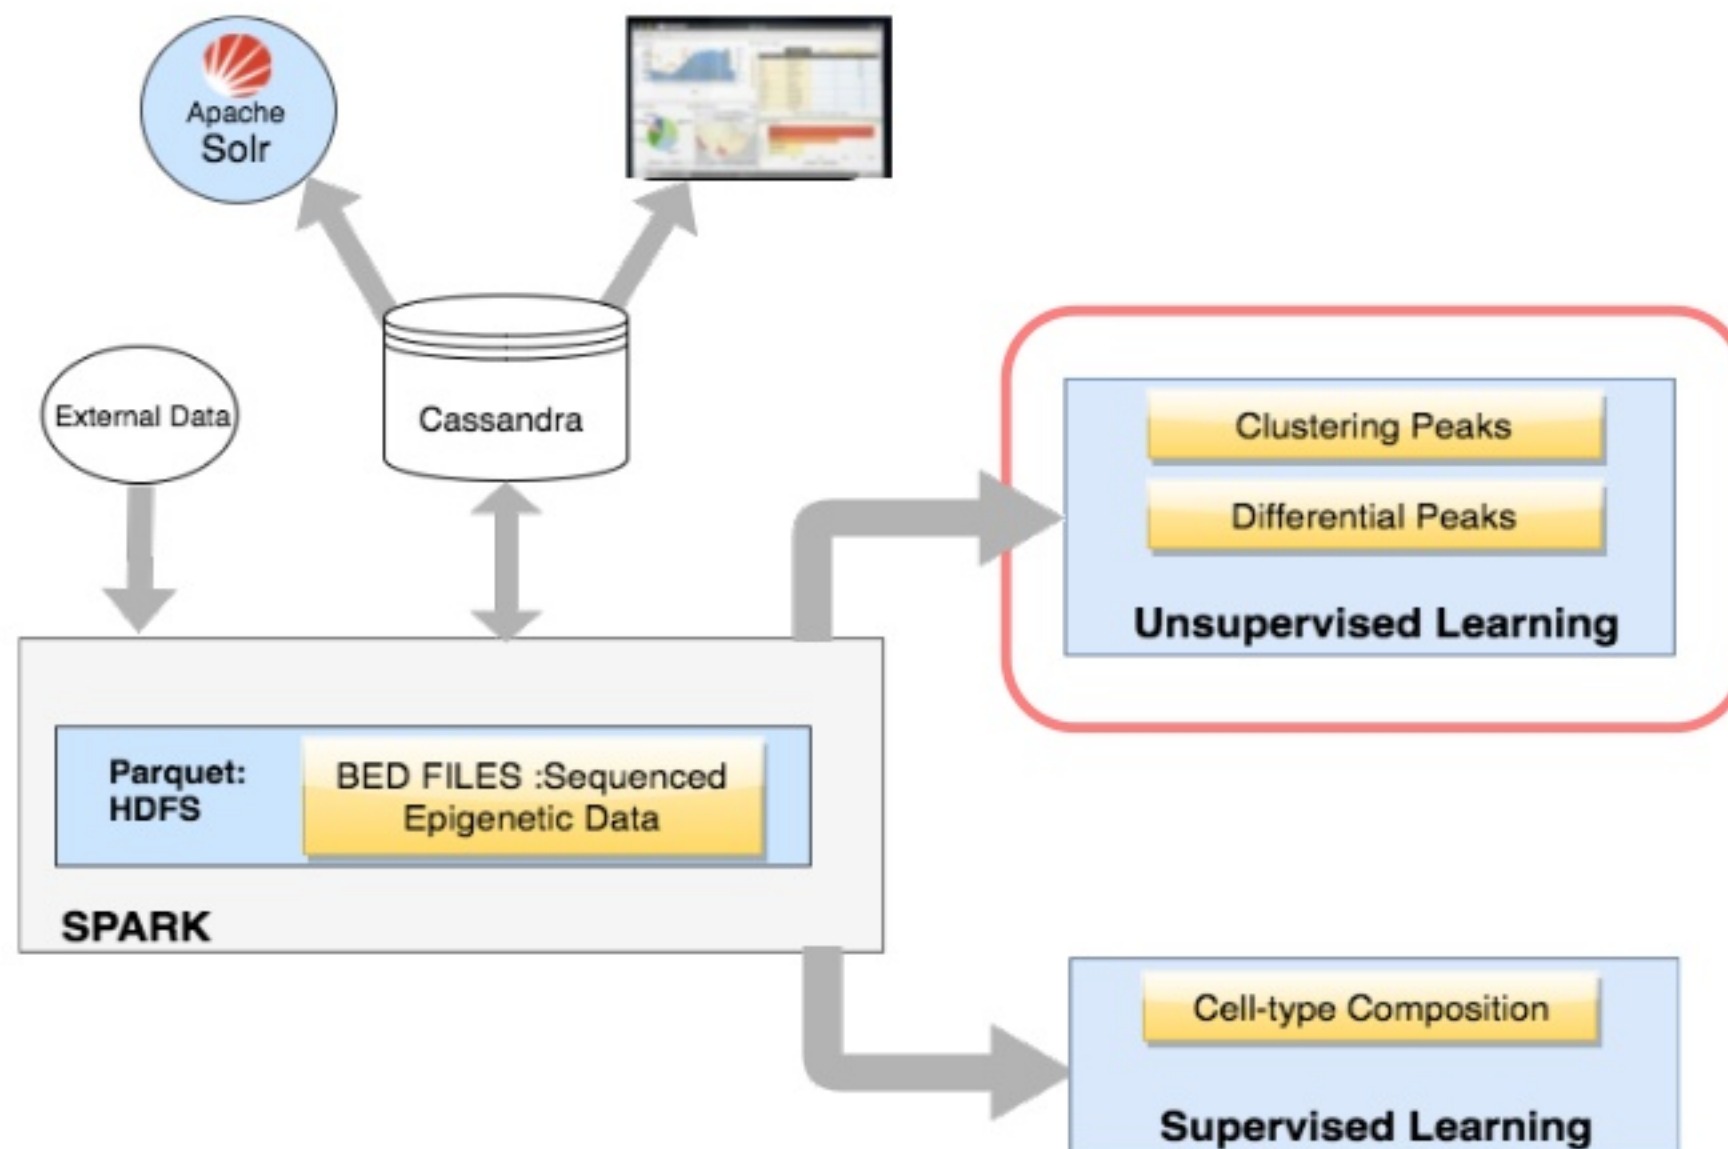 Apache
Solr
External Data
Cassandra
Clustering Peaks
Differential Peaks
Unsupervised Learning
Parquet:
HDFS
BED FILES :Sequenced
Epigenetic Data
SPARK
Cell-type Composition
Supervised Learning